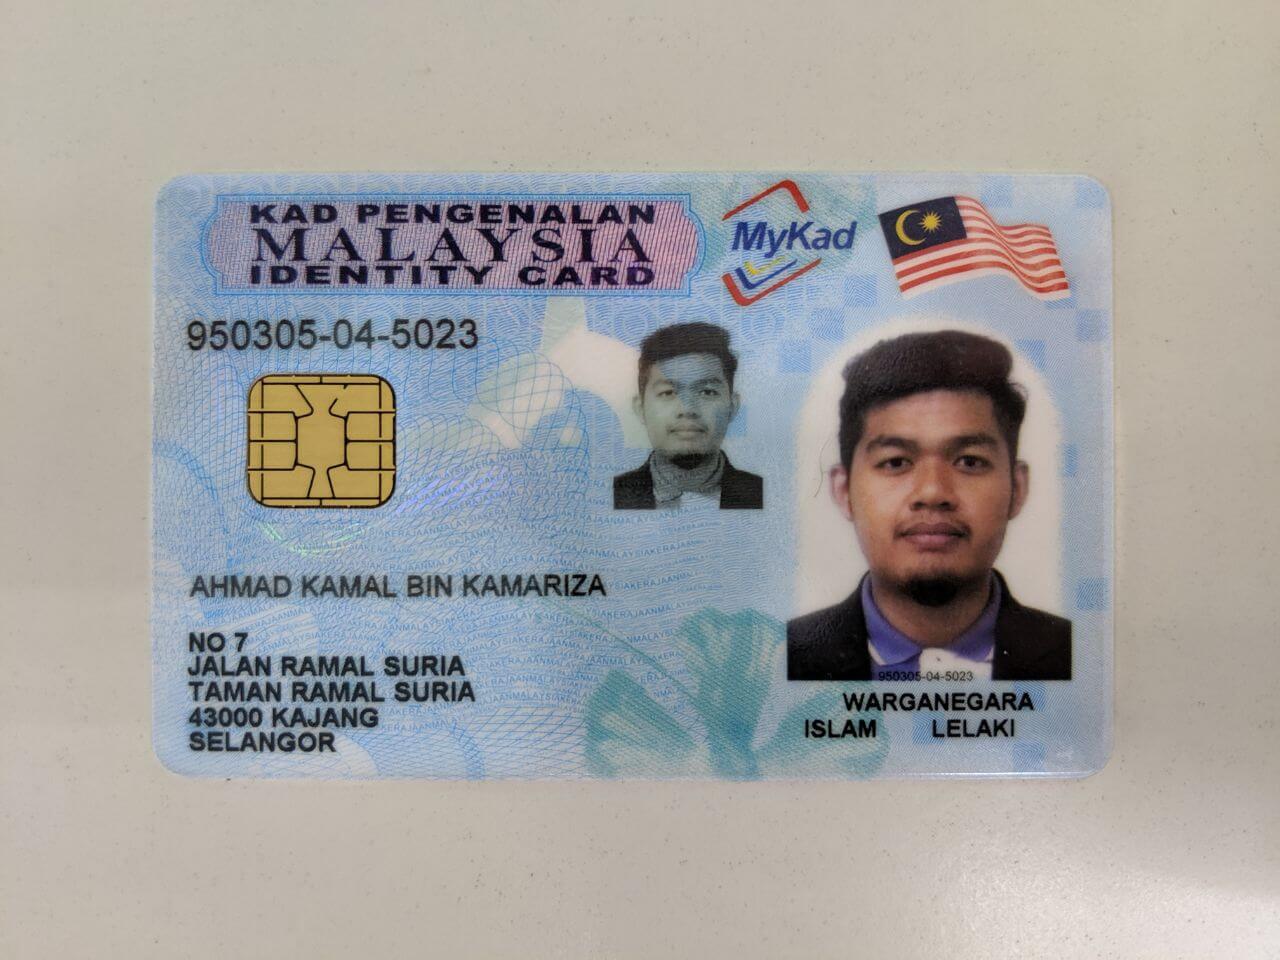 KAD PENGENALAN
MALAYSIA
IDENTITY CARD
MyKad
950305-04-5023
AHMAD KAMAL BIN KAMARIZA
NO 7
JALAN RAMAL SURIA
TAMAN RAMAL SURIA
43000 KAJANG
SELANGOR
950305-04-5023
WARGANEGARA
ISLAM LELAKI